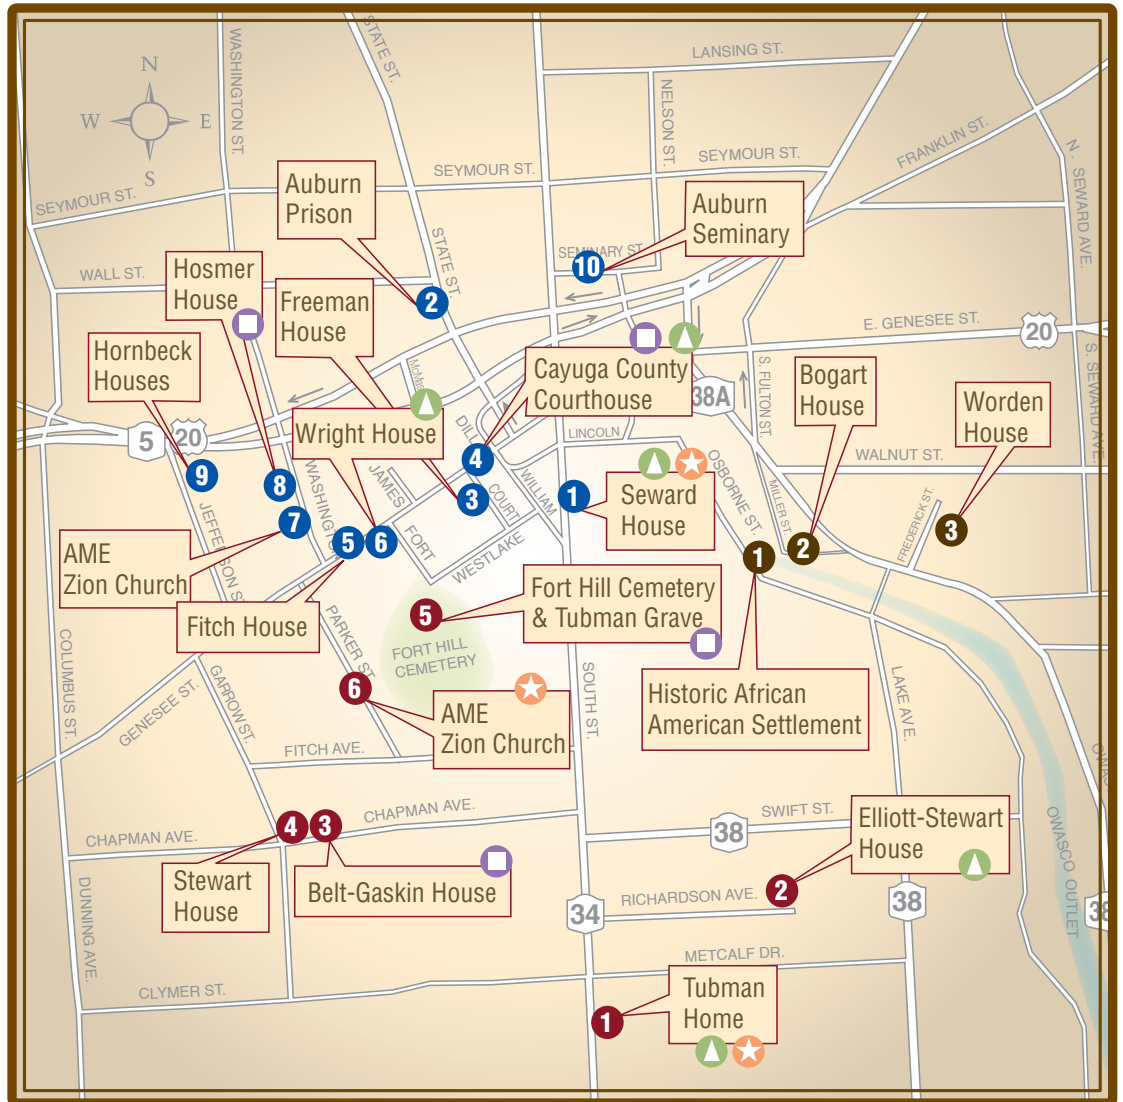 LANSING ST.
WASHINGTON ST.
STATE ST.
N
W
E
S
NELSON ST.
FRANKLIN ST.
N. SEWARD AVE.
SEYMOUR ST.
SEYMOUR ST.
SEYMOUR ST.
Auburn
Prison
Auburn
Seminary
STATE ST.
SEMINARY ST.
10
WALL ST.
Hosmer
House
Freeman
House
2
E. GENESEE ST.
20
Hornbeck
Houses
Cayuga County
Courthouse
38A
S. FULTON ST.
S. SEWARD AVE.
Bogart
House
Worden
House
5
20
Wright House
DILL
LINCOLN
WALNUT ST.
4
9
8
WASHINGTON
JAMES
COURT
WILLIAM
3
1
Seward
House
OSBORNE ST.
MILLER ST.
FREDERICK ST.
3
7
JEFFERSON ST.
5
6
FORT
WESTLAKE
1
2
AME
Zion Church
Fitch House
Fort Hill Cemetery
& Tubman Grave
5
FORT HILL
CEMETERY
PARKER ST.
COLUMBUS ST.
GENESEE ST.
GARROW ST.
6
AME
Zion Church
SOUTH ST.
Historic African
American Settlement
LAKE AVE.
FITCH AVE.
CHAPMAN AVE.
CHAPMAN AVE.
4
3
SWIFT ST.
38
Elliott-Stewart
House
OWASCO OUTLET
Stewart
House
Belt-Gaskin House
DUNNING AVE.
34
RICHARDSON AVE.
2
38
38
METCALF DR.
CLYMER ST.
1
Tubman
Home